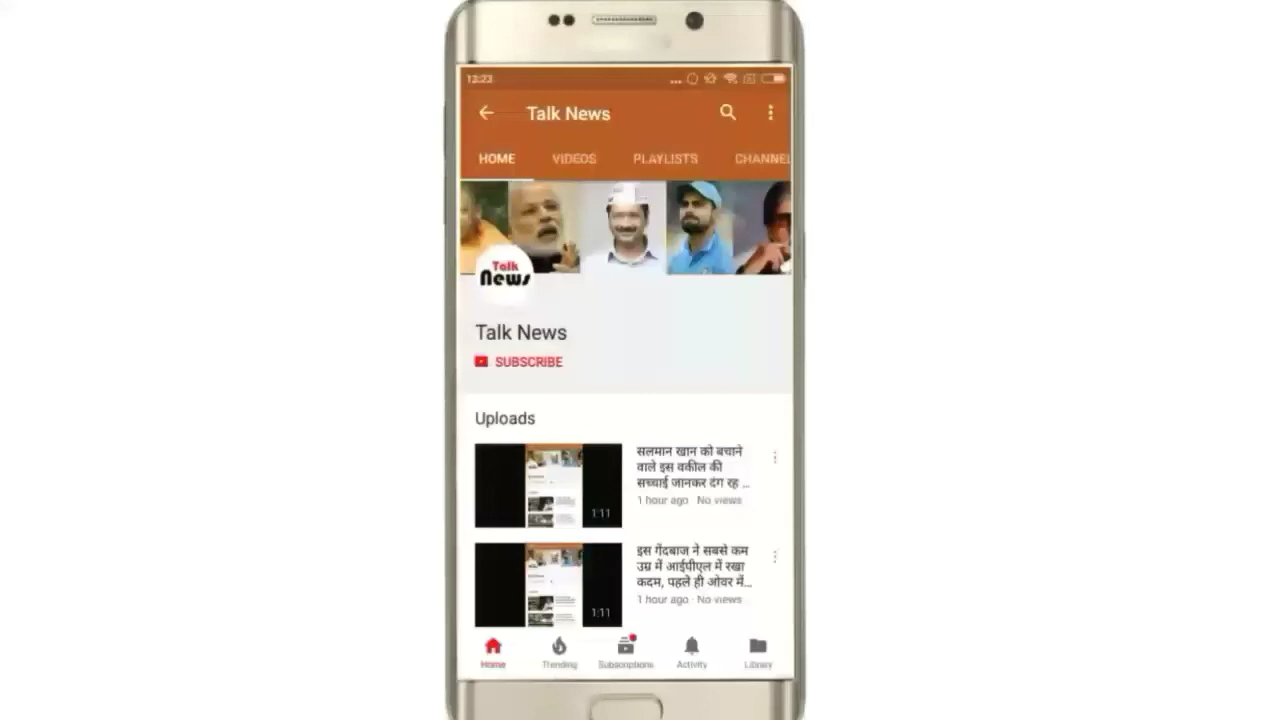 12:23
Talk News
HOME VIDEOS PLAYLISTS CHANNEL
Talk
News
Talk News
SUBSCRIBE
Uploads
सलमान खान को बचाने
वाले इस वकील की
सच्चाई जानकर दंग रह ...
1 hour ago · No views
1:11
इस गेंदबाज ने सबसे कम
उम्र में आईपीएल में रखा
कदम, पहले ही ओवर में...
1 hour ago · No views
1:11
Home Trending Subscriptions Activity Library